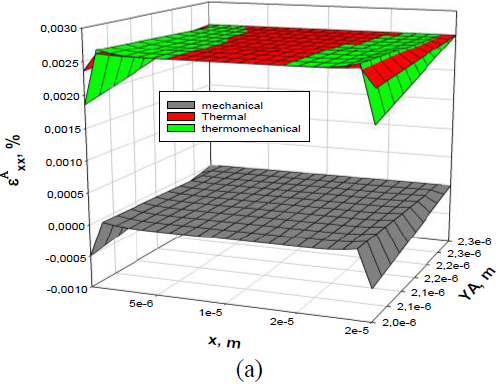 0,0030
0,0025
0,0020
0,0015
0,0010
0,0005
0,0000
-0,0005
-0,0010
ε^A_xx, %
mechanical
Thermal
thermomechanical
5e-6
1e-5
2e-5
2e-5
x, m
2,0e-6
2,1e-6
2,1e-6
2,2e-6
2,2e-6
2,3e-6
2,3e-6
YA, m
(a)